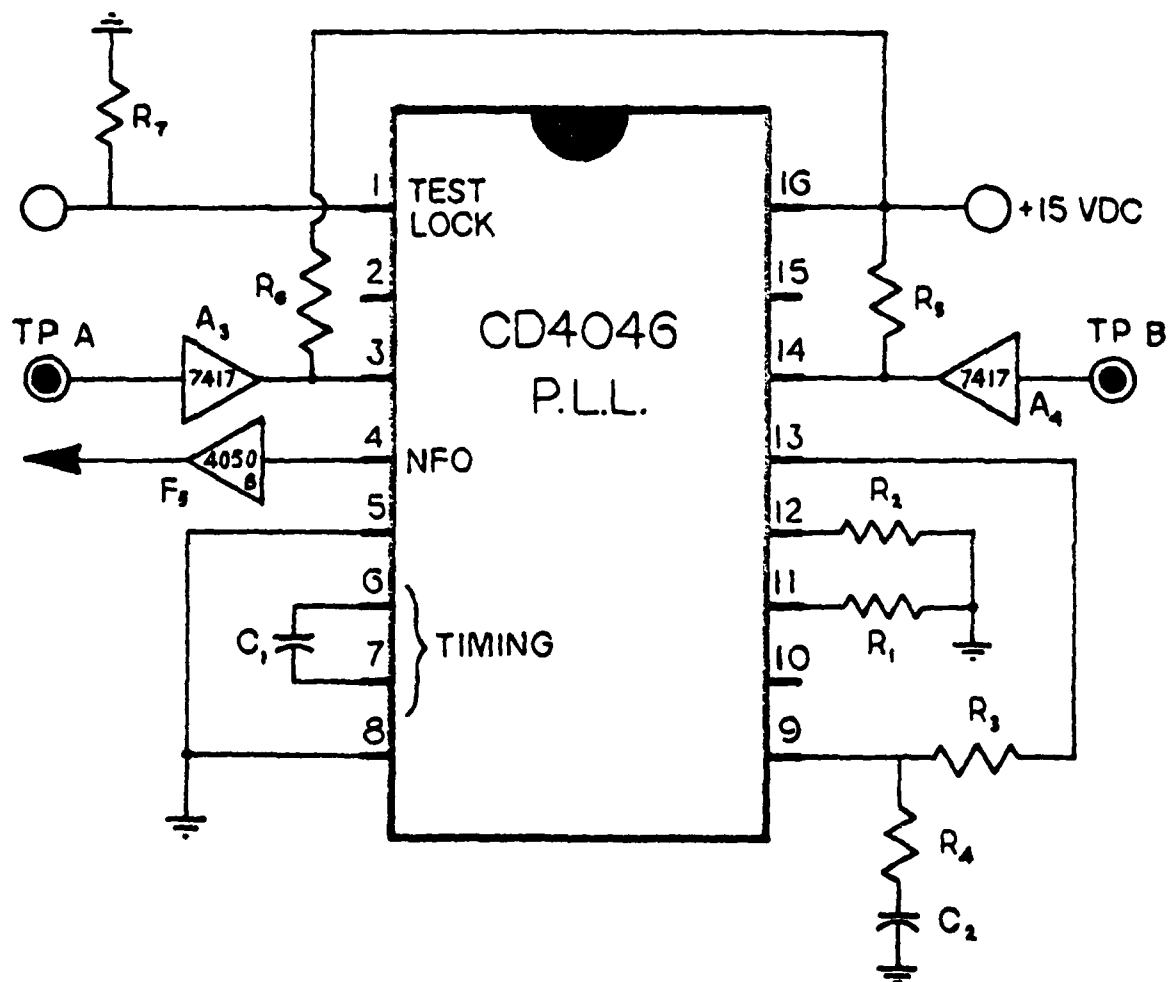 R₇
1
TEST
LOCK
16
+15 VDC
2
15
R₆
R₅
CD4046
P.L.L.
TP A
A₃
7417
3
14
7417
A₄
TP B
4
NFO
13
4050
B
F₅
5
12
R₂
6
11
R₁
C₁
TIMING
7
10
8
9
R₃
R₄
C₂